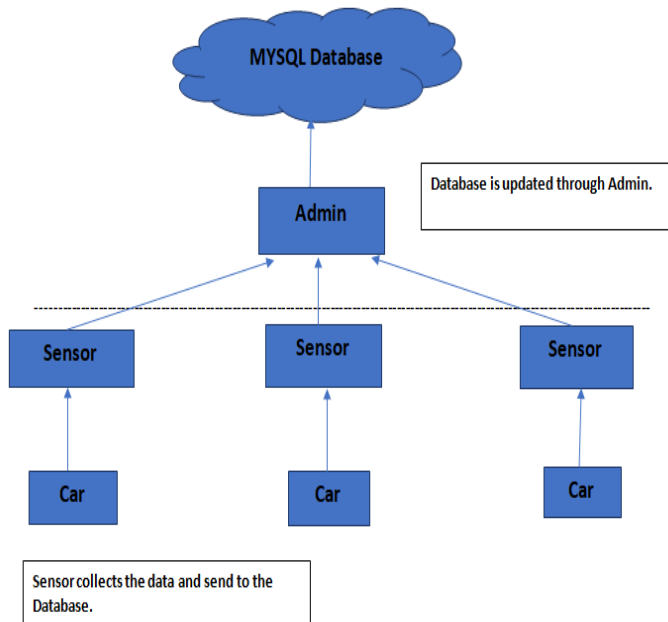 MYSQL Database
Database is updated through Admin.
Admin
Sensor
Sensor
Sensor
Car
Car
Car
Sensor collects the data and send to the
Database.